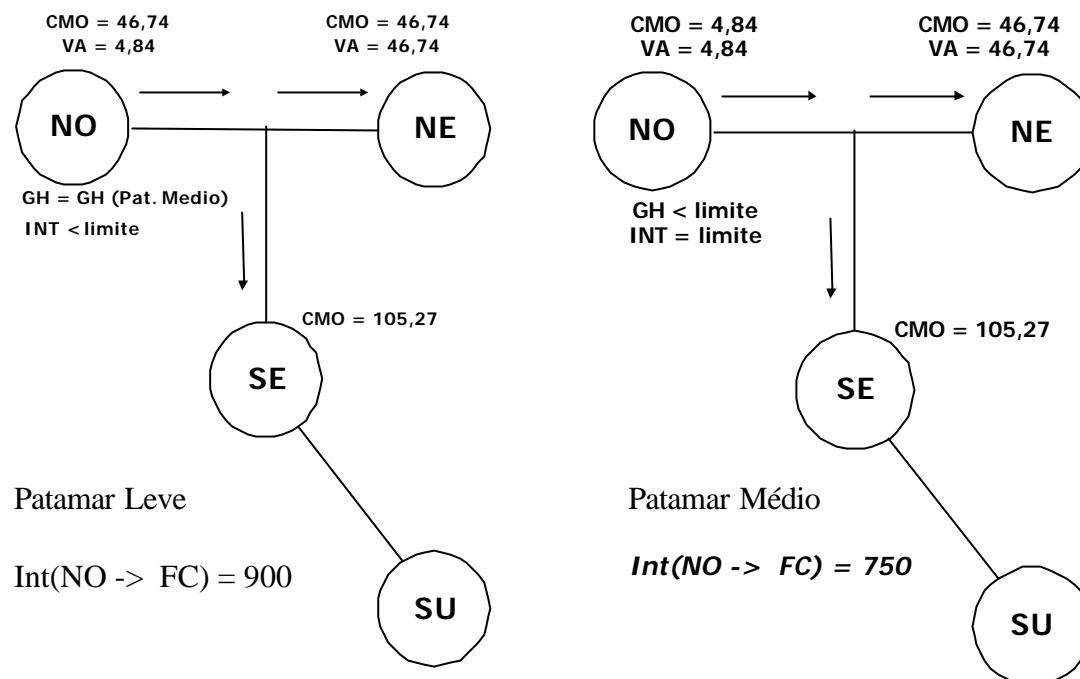 CMO = 46,74
VA = 4,84
CMO = 46,74
VA = 46,74
NO
NE
GH = GH (Pat. Medio)
INT < limite
CMO = 105,27
SE
Patamar Leve
Int(NO -> FC) = 900
SU
CMO = 4,84
VA = 4,84
CMO = 46,74
VA = 46,74
NO
NE
GH < limite
INT = limite
CMO = 105,27
SE
Patamar Médio
Int(NO -> FC) = 750
SU